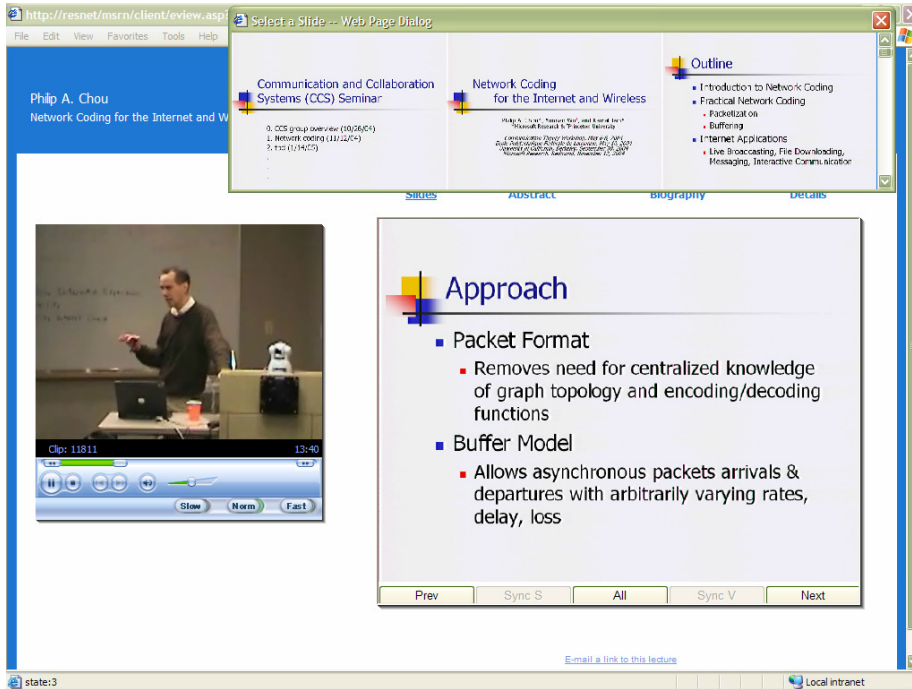 http://resnet/msrn/client/eview.asp?
Select a Slide -- Web Page Dialog
File Edit View Favorites Tools Help
Communication and Collaboration
Systems (CCS) Seminar
0. CCS group overview (10/26/04)
1. Network coding (11/12/04)
2. tbd (1/14/05)
Network Coding
for the Internet and Wireless
Outline
Introduction to Network Coding
Practical Network Coding
Packetization
Buffering
Internet Applications
Live Broadcasting, File Downloading,
Messaging, Interactive Communication
Philip A. Chou
Network Coding for the Internet and W
Slides Abstract Biography Details
Approach
Packet Format
Removes need for centralized knowledge
of graph topology and encoding/decoding
functions
Buffer Model
Allows asynchronous packets arrivals &
departures with arbitrarily varying rates,
delay, loss
Clip: 11811 13:40
Slow Norm Fast
Prev Sync S All Sync V Next
E-mail a link to this lecture
state:3 Local intranet